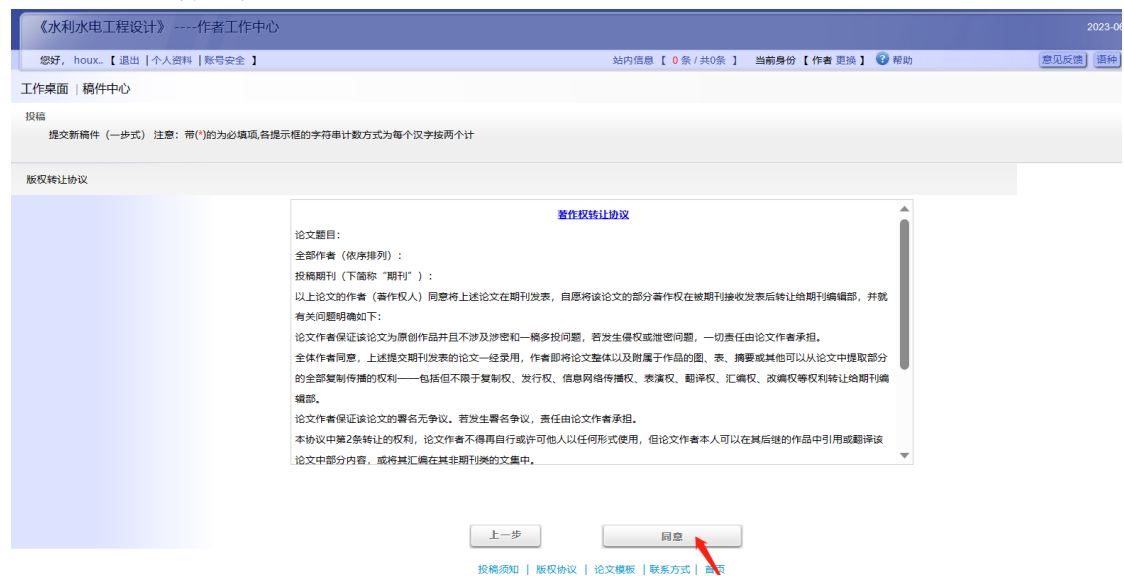 《水利水电工程设计》----作者工作中心 2023-06
您好， houx..【 退出 | 个人资料 | 账号安全 】 站内信息 【 0 条 / 共0条 】 当前身份 【 作者 更换 】 帮助 意见反馈 语种
工作桌面 | 稿件中心
投稿
提交新稿件（一步式） 注意：带(*)的为必填项,各提示框的字符串计数方式为每个汉字按两个计
版权转让协议
著作权转让协议
论文题目：
全部作者（依序排列）：
投稿期刊（下简称“期刊”）：
以上论文的作者（著作权人）同意将上述论文在期刊发表，自愿将该论文的部分著作权在被期刊接收发表后转让给期刊编辑部，并就
有关问题明确如下：
论文作者保证该论文为原创作品并且不涉及涉密和一稿多投问题，若发生侵权或泄密问题，一切责任由论文作者承担。
全体作者同意，上述提交期刊发表的论文一经录用，作者即将论文整体以及附属于作品的图、表、摘要或其他可以从论文中提取部分
的全部复制传播的权利——包括但不限于复制权、发行权、信息网络传播权、表演权、翻译权、汇编权、改编权等权利转让给期刊编
辑部。
论文作者保证该论文的署名无争议。若发生署名争议，责任由论文作者承担。
本协议中第2条转让的权利，论文作者不得再自行或许可他人以任何形式使用，但论文作者本人可以在其后继的作品中引用或翻译该
论文中部分内容，或将其汇编在其非期刊类的文集中。
上一步 同意
投稿须知 | 版权协议 | 论文模板 | 联系方式 | 首页